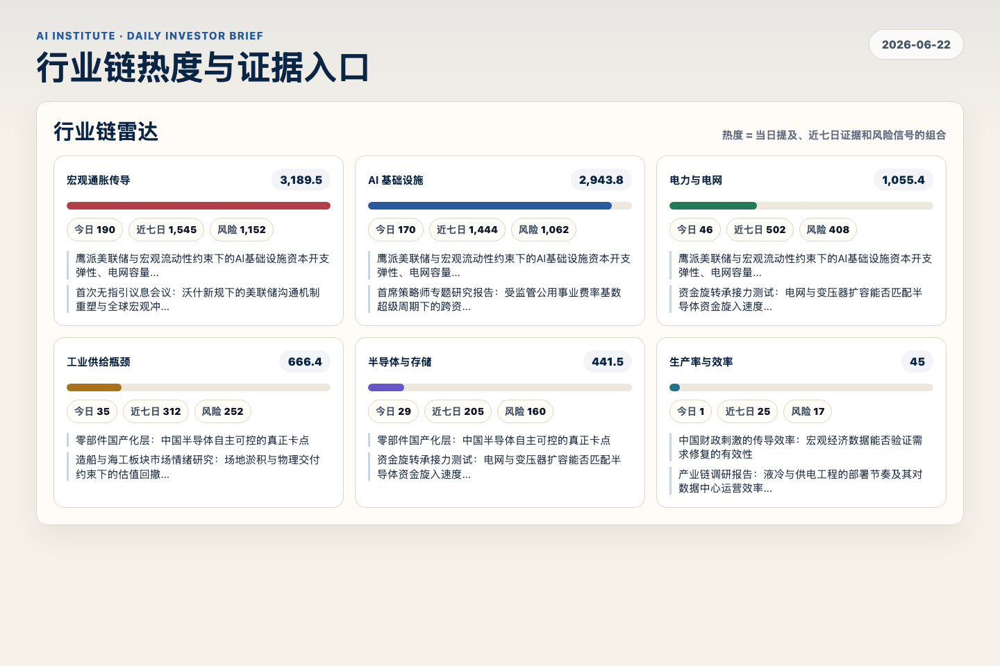 AI INSTITUTE · DAILY INVESTOR BRIEF
行业链热度与证据入口
2026-06-22
行业链雷达
热度 = 当日提及、近七日证据和风险信号的组合
宏观通胀传导
3,189.5
今日 190
近七日 1,545
风险 1,152
鹰派美联储与宏观流动性约束下的AI基础设施资本开支
弹性、电网容量...
首次无指引议息会议：沃什新规下的美联储沟通机制
重塑与全球宏观冲...
AI 基础设施
2,943.8
今日 170
近七日 1,444
风险 1,062
鹰派美联储与宏观流动性约束下的AI基础设施资本开支
弹性、电网容量...
首席策略师专题研究报告：受监管公用事业费率基数
超级周期下的跨资...
电力与电网
1,055.4
今日 46
近七日 502
风险 408
鹰派美联储与宏观流动性约束下的AI基础设施资本开支
弹性、电网容量...
资金旋转承接力测试：电网与变压器扩容能否匹配半
导体资金旋入速度...
工业供给瓶颈
666.4
今日 35
近七日 312
风险 252
零部件国产化层：中国半导体自主可控的真正卡点
造船与海工板块市场情绪研究：场地淤积与物理交付
约束下的估值回撤...
半导体与存储
441.5
今日 29
近七日 205
风险 160
零部件国产化层：中国半导体自主可控的真正卡点
资金旋转承接力测试：电网与变压器扩容能否匹配半
导体资金旋入速度...
生产率与效率
45
今日 1
近七日 25
风险 17
中国财政刺激的传导效率：宏观经济数据能否验证需
求修复的有效性
产业链调研报告：液冷与供电工程的部署节奏及其对
数据中心运营效率...